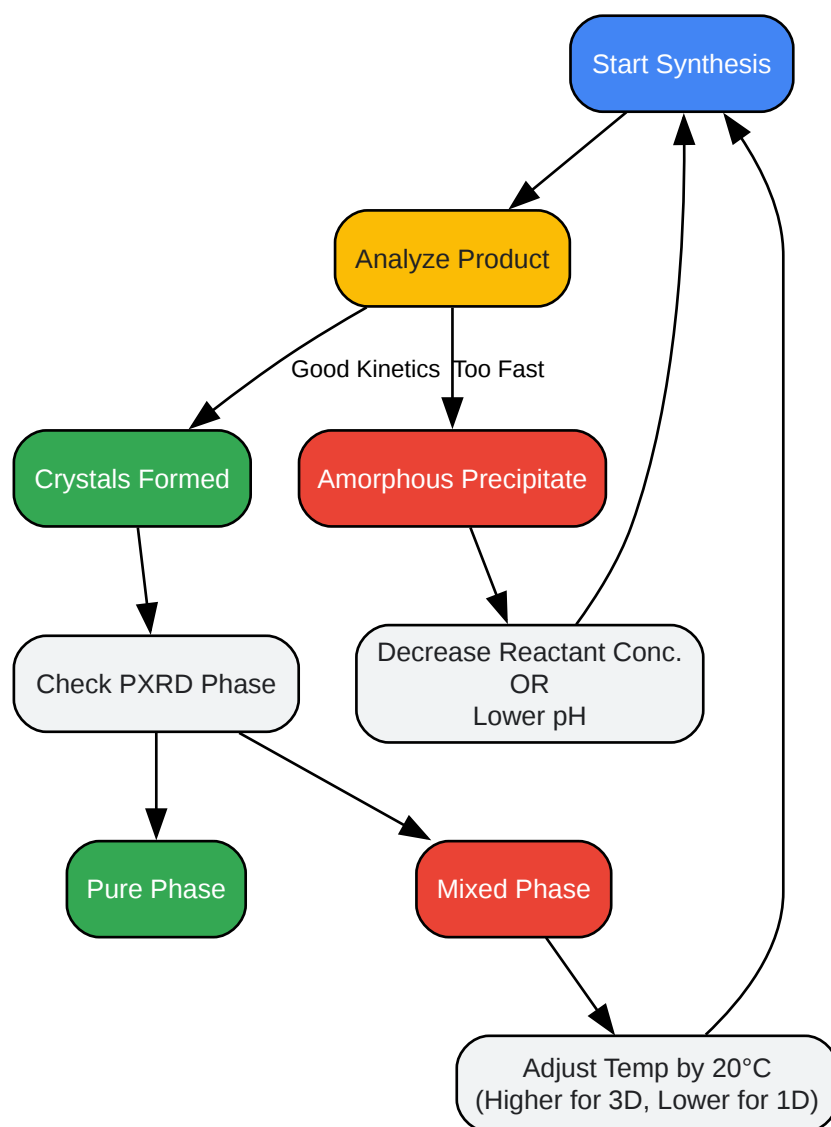 Start Synthesis
Analyze Product
Good Kinetics
Too Fast
Crystals Formed
Amorphous Precipitate
Check PXRD Phase
Decrease Reactant Conc.
OR
Lower pH
Pure Phase
Mixed Phase
Adjust Temp by 20°C
(Higher for 3D, Lower for 1D)